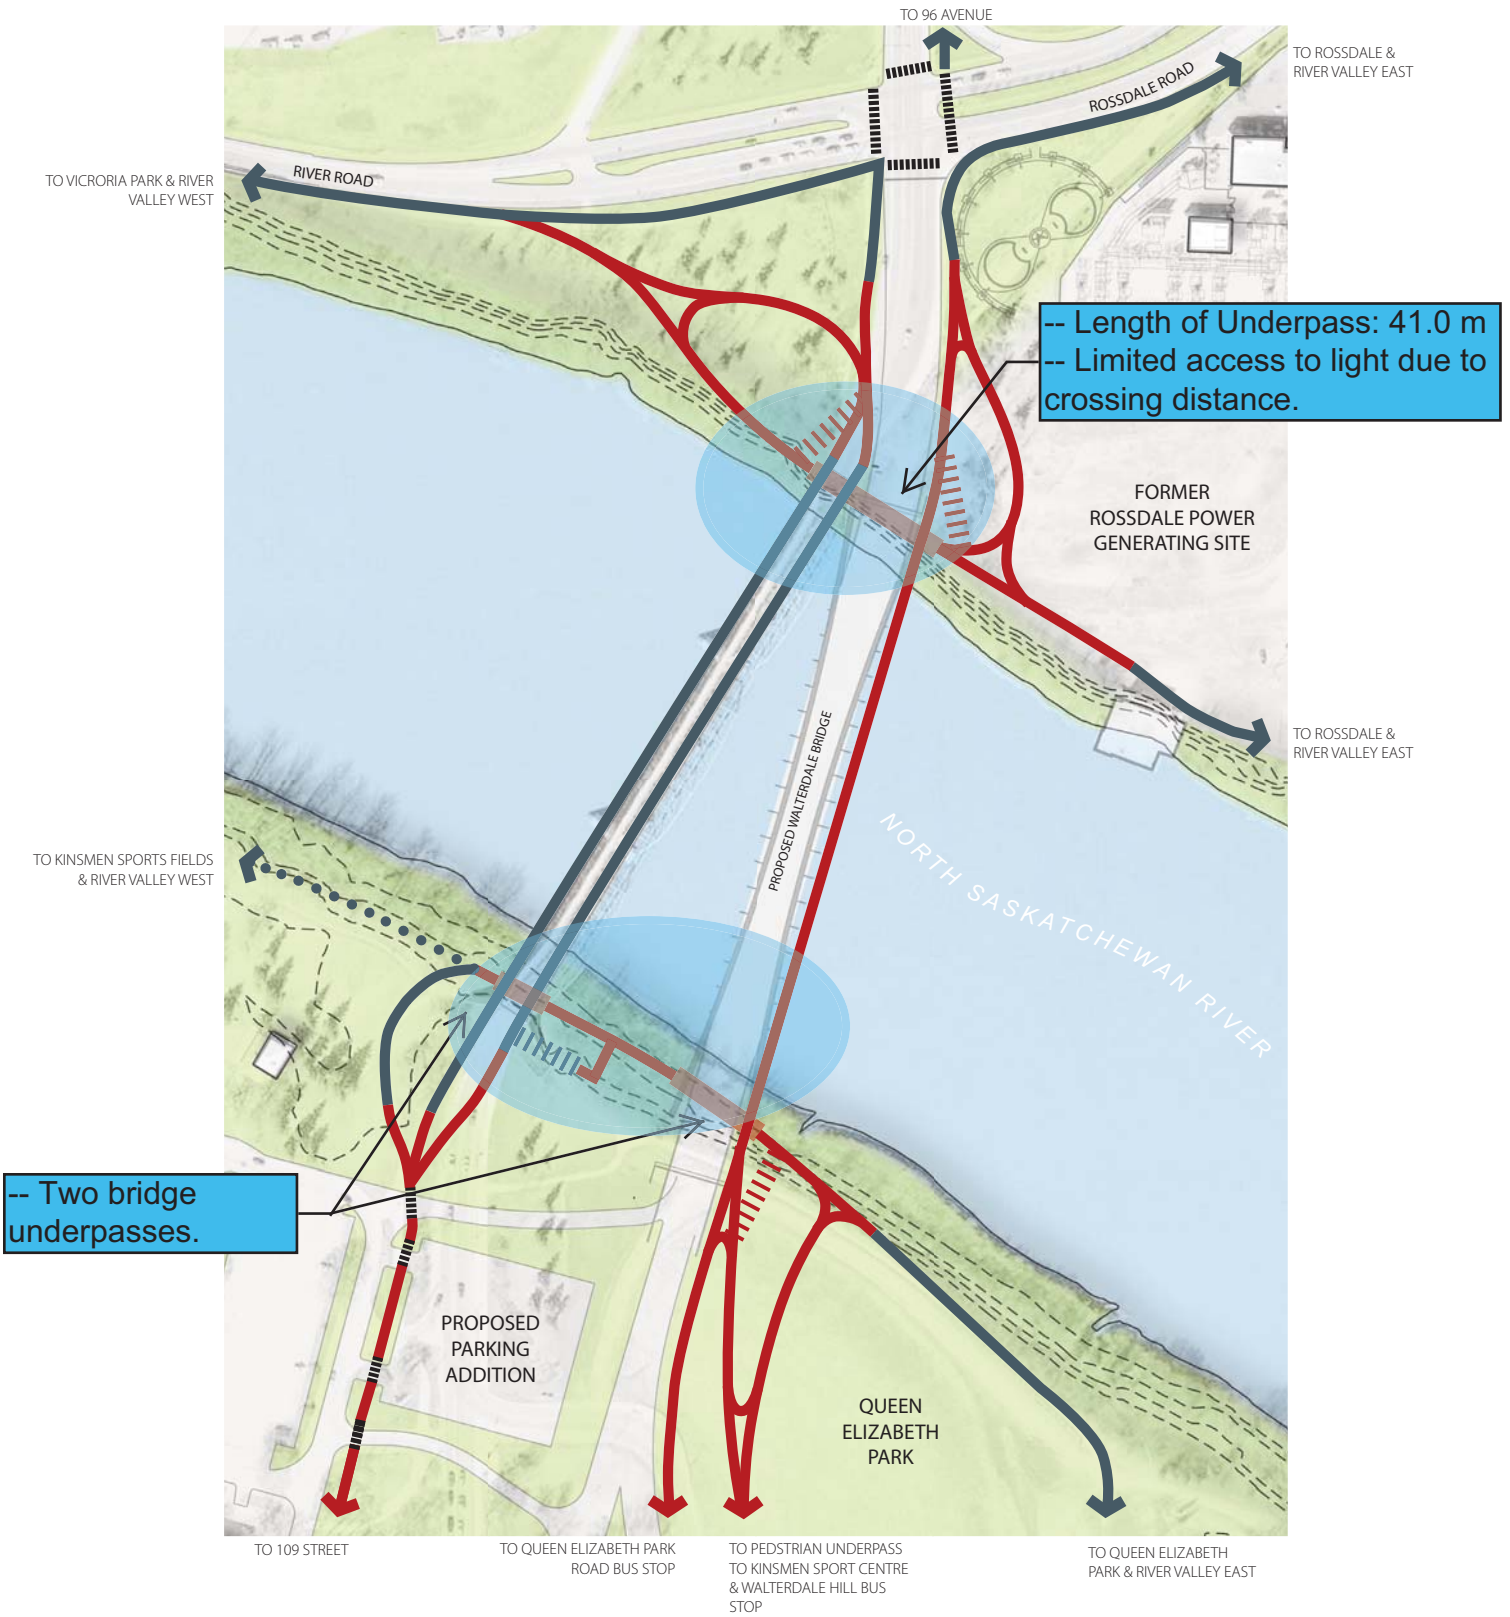 TO 96 AVENUE
TO ROSSDALE &
RIVER VALLEY EAST
ROSSDALE ROAD
RIVER ROAD
TO VICRORIA PARK & RIVER
VALLEY WEST
-- Length of Underpass: 41.0 m
-- Limited access to light due to
crossing distance.
FORMER
ROSSDALE POWER
GENERATING SITE
TO ROSSDALE &
RIVER VALLEY EAST
PROPOSED WALTERDALE BRIDGE
NORTH SASKATCHEWAN RIVER
TO KINSMEN SPORTS FIELDS
& RIVER VALLEY WEST
-- Two bridge
underpasses.
PROPOSED
PARKING
ADDITION
QUEEN
ELIZABETH
PARK
TO 109 STREET
TO QUEEN ELIZABETH PARK
ROAD BUS STOP
TO PEDSTRIAN UNDERPASS
TO KINSMEN SPORT CENTRE
& WALTERDALE HILL BUS
STOP
TO QUEEN ELIZABETH
PARK & RIVER VALLEY EAST